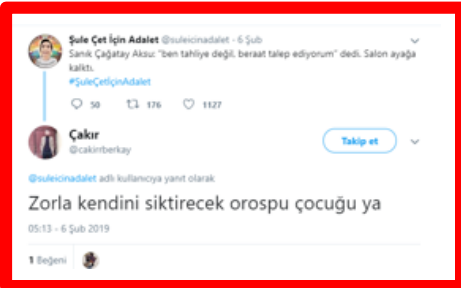 Şule Çet İçin Adalet @suleicinadalet · 6 Şub
Sanık Çağatay Aksu: "ben tahliye değil, beraat talep ediyorum" dedi. Salon ayağa
kalktı.
#ŞuleÇetİçinAdalet
50 176 1127
Çakır
@cakirrberkay
Takip et
@suleicinadalet adlı kullanıcıya yanıt olarak
Zorla kendini siktirecek orospu çocuğu ya
05:13 - 6 Şub 2019
1 Beğeni